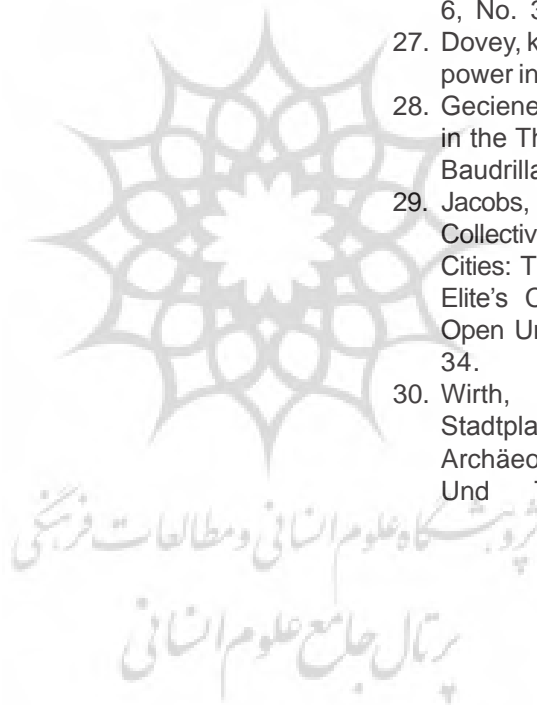 6, No. 3
27. Dovey, k
power in
28. Geciene
in the Th
Baudrilla
29. Jacobs,
Collectiv
Cities: T
Elite's C
Open Un
34.
30. Wirth,
Stadtpla
Archäeo
Und
پژوهشگاه علوم انسانی و مطالعات فرهنگی
پرتال جامع علوم انسانی